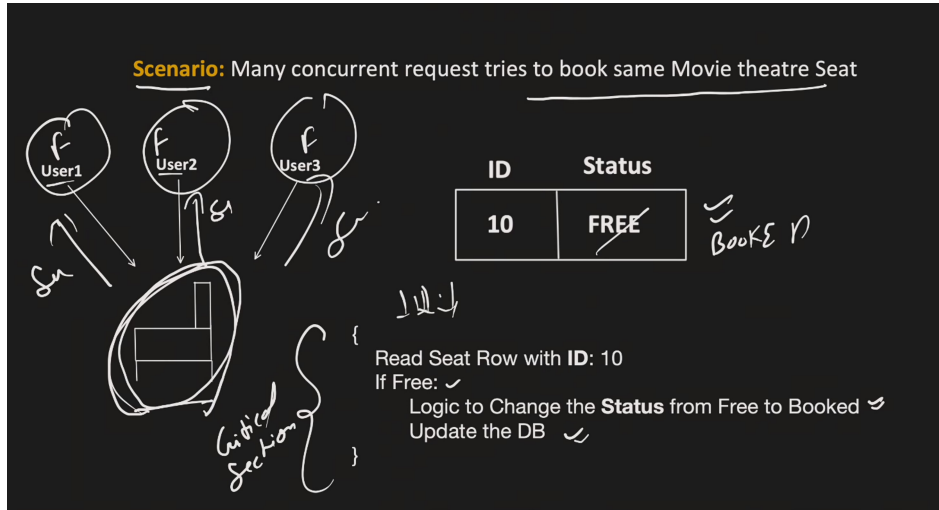 Scenario: Many concurrent request tries to book same Movie theatre Seat
F
User1
F
User2
F
User3
ID Status
10 FREE
BOOKED
{
Read Seat Row with ID: 10
If Free:
Logic to Change the Status from Free to Booked
Update the DB
}
Critical
Section